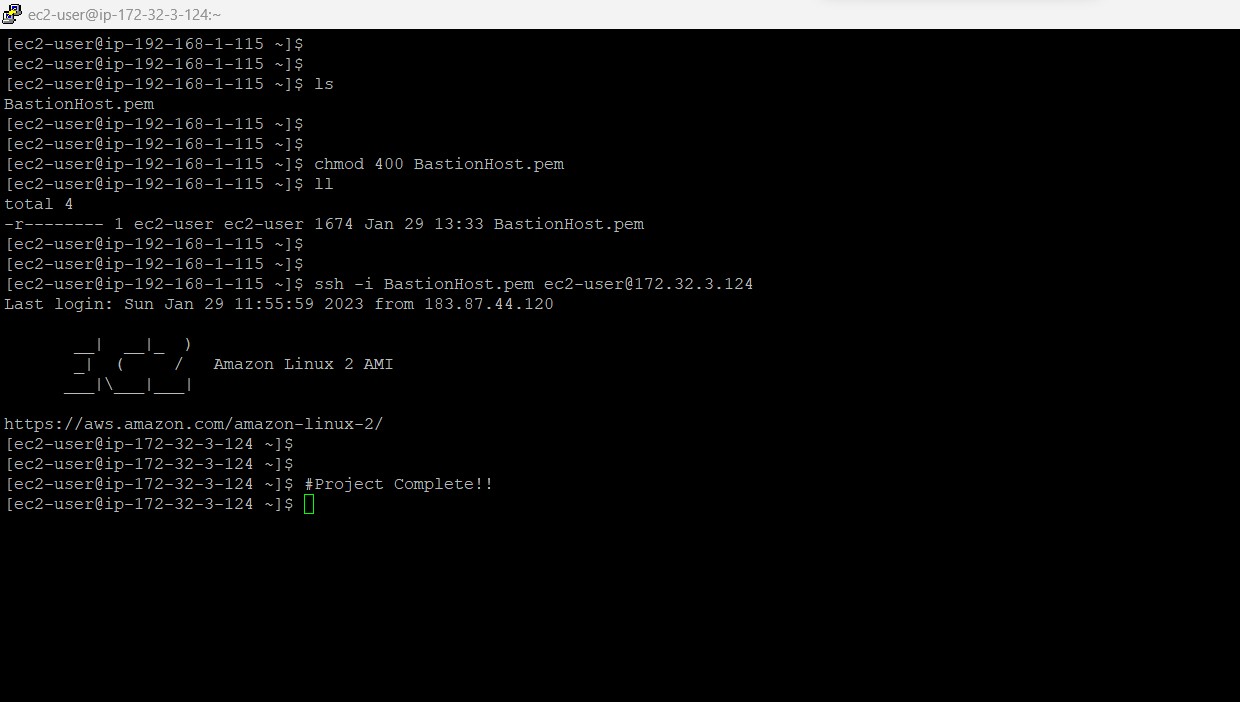 ec2-user@ip-172-32-3-124:~
[ec2-user@ip-192-168-1-115 ~]$
[ec2-user@ip-192-168-1-115 ~]$
[ec2-user@ip-192-168-1-115 ~]$ ls
BastionHost.pem
[ec2-user@ip-192-168-1-115 ~]$
[ec2-user@ip-192-168-1-115 ~]$
[ec2-user@ip-192-168-1-115 ~]$ chmod 400 BastionHost.pem
[ec2-user@ip-192-168-1-115 ~]$ ll
total 4
-r-------- 1 ec2-user ec2-user 1674 Jan 29 13:33 BastionHost.pem
[ec2-user@ip-192-168-1-115 ~]$
[ec2-user@ip-192-168-1-115 ~]$
[ec2-user@ip-192-168-1-115 ~]$ ssh -i BastionHost.pem ec2-user@172.32.3.124
Last login: Sun Jan 29 11:55:59 2023 from 183.87.44.120
       __|  __|_  )
       _|  (     /   Amazon Linux 2 AMI
      ___|\___|___|
https://aws.amazon.com/amazon-linux-2/
[ec2-user@ip-172-32-3-124 ~]$
[ec2-user@ip-172-32-3-124 ~]$
[ec2-user@ip-172-32-3-124 ~]$ #Project Complete!!
[ec2-user@ip-172-32-3-124 ~]$